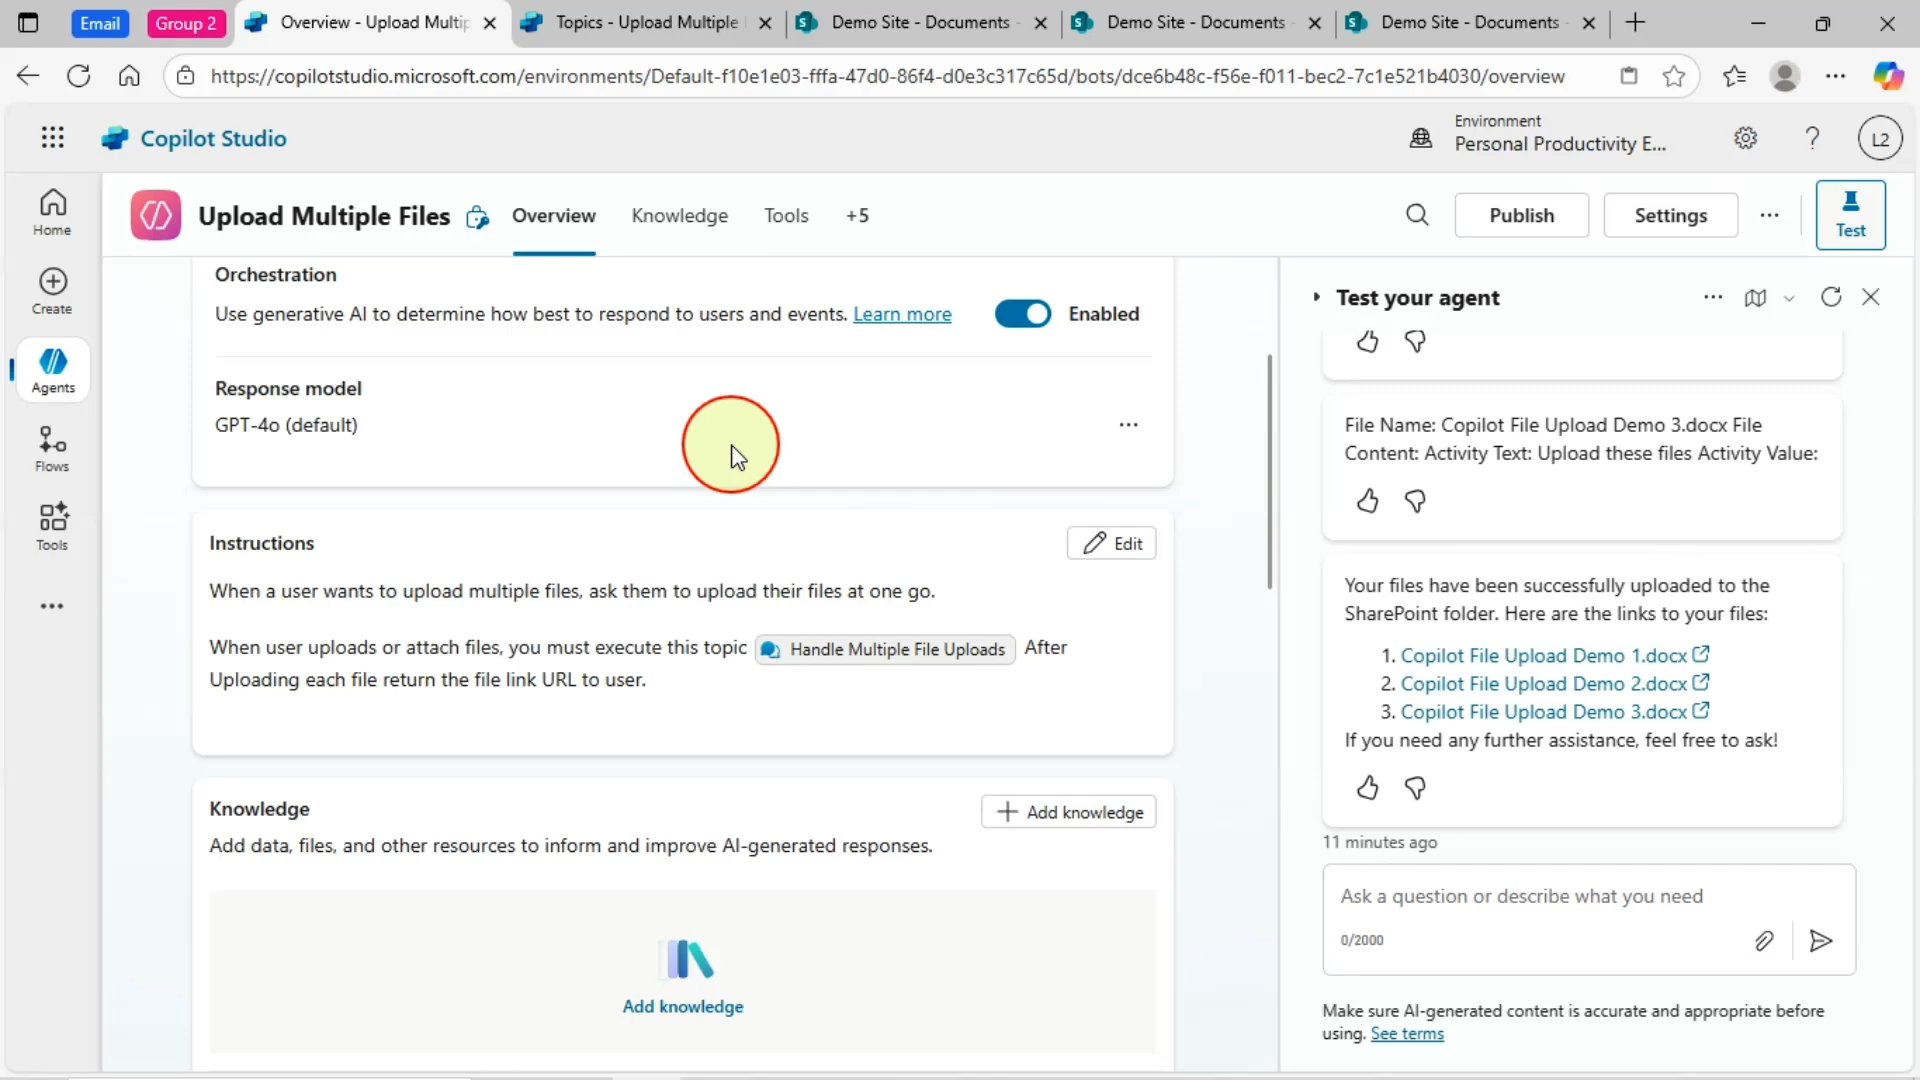 Email
Group 2
Overview - Upload Multip
Topics - Upload Multiple
Demo Site - Documents
Demo Site - Documents
Demo Site - Documents
https://copilotstudio.microsoft.com/environments/Default-f10e1e03-fffa-47d0-86f4-d0e3c317c65d/bots/dce6b48c-f56e-f011-bec2-7c1e521b4030/overview
Copilot Studio
Environment
Personal Productivity E...
L2
Home
Create
Agents
Flows
Tools
Upload Multiple Files
Overview
Knowledge
Tools
+5
Publish
Settings
Test
Orchestration
Use generative AI to determine how best to respond to users and events. Learn more
Enabled
Response model
GPT-4o (default)
Instructions
Edit
When a user wants to upload multiple files, ask them to upload their files at one go.
When user uploads or attach files, you must execute this topic Handle Multiple File Uploads After
Uploading each file return the file link URL to user.
Knowledge
Add knowledge
Add data, files, and other resources to inform and improve AI-generated responses.
Add knowledge
Test your agent
File Name: Copilot File Upload Demo 3.docx File
Content: Activity Text: Upload these files Activity Value:
Your files have been successfully uploaded to the
SharePoint folder. Here are the links to your files:
1. Copilot File Upload Demo 1.docx
2. Copilot File Upload Demo 2.docx
3. Copilot File Upload Demo 3.docx
If you need any further assistance, feel free to ask!
11 minutes ago
Ask a question or describe what you need
0/2000
Make sure AI-generated content is accurate and appropriate before
using. See terms